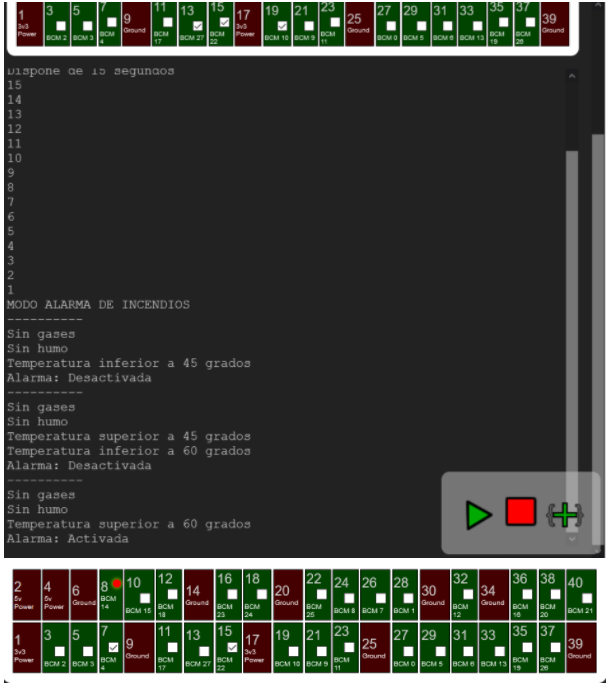 1 3v3 Power 3 BCM 2 5 BCM 3 7 BCM 4 9 Ground 11 BCM 17 13 BCM 27 15 BCM 22 17 3v3 Power 19 BCM 10 21 BCM 9 23 BCM 11 25 Ground 27 BCM 0 29 BCM 5 31 BCM 6 33 BCM 13 35 BCM 19 37 BCM 26 39 Ground
Dispone de 15 segundos
15
14
13
12
11
10
9
8
7
6
5
4
3
2
1
MODO ALARMA DE INCENDIOS
----------
Sin gases
Sin humo
Temperatura inferior a 45 grados
Alarma: Desactivada
----------
Sin gases
Sin humo
Temperatura superior a 45 grados
Temperatura inferior a 60 grados
Alarma: Desactivada
----------
Sin gases
Sin humo
Temperatura superior a 60 grados
Alarma: Activada
2 5v Power 4 5v Power 6 Ground 8 BCM 14 10 BCM 15 12 BCM 18 14 Ground 16 BCM 23 18 BCM 24 20 Ground 22 BCM 25 24 BCM 8 26 BCM 7 28 BCM 1 30 Ground 32 BCM 12 34 Ground 36 BCM 16 38 BCM 20 40 BCM 21
1 3v3 Power 3 BCM 2 5 BCM 3 7 BCM 4 9 Ground 11 BCM 17 13 BCM 27 15 BCM 22 17 3v3 Power 19 BCM 10 21 BCM 9 23 BCM 11 25 Ground 27 BCM 0 29 BCM 5 31 BCM 6 33 BCM 13 35 BCM 19 37 BCM 26 39 Ground